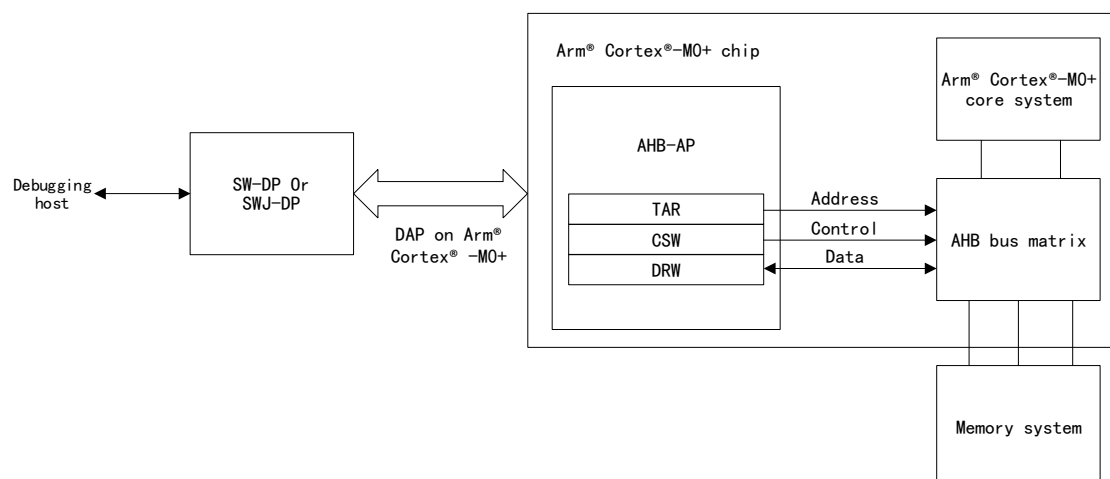 Arm® Cortex®-M0+ chip
Arm® Cortex®-M0+
core system
AHB-AP
Debugging
host
SW-DP Or
SWJ-DP
TAR
CSW
DRW
Address
Control
Data
AHB bus matrix
DAP on Arm®
Cortex® -M0+
Memory system